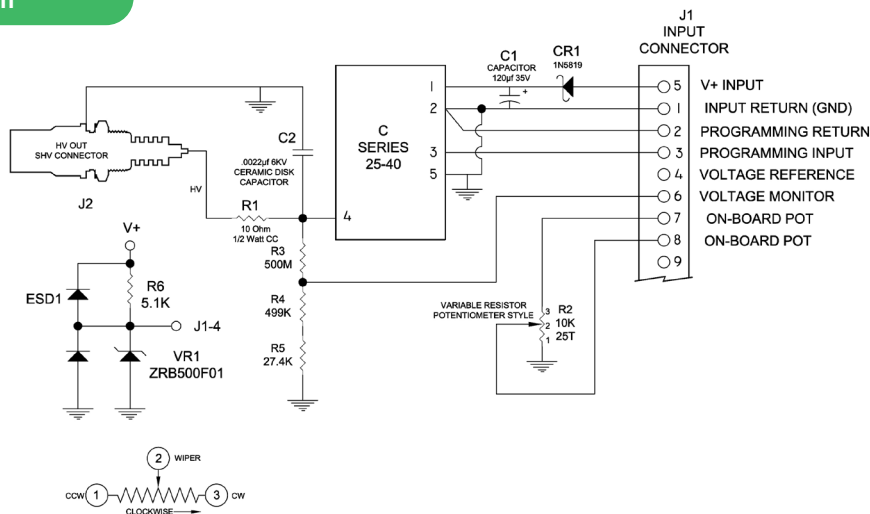 J1
INPUT
CONNECTOR
C1
CAPACITOR
120µf 35V
+
CR1
1N5819
1
2
3
5
4
C
SERIES
25-40
5 V+ INPUT
1 INPUT RETURN (GND)
2 PROGRAMMING RETURN
3 PROGRAMMING INPUT
4 VOLTAGE REFERENCE
6 VOLTAGE MONITOR
7 ON-BOARD POT
8 ON-BOARD POT
9
HV OUT
SHV CONNECTOR
J2
C2
.0022µf 6KV
CERAMIC DISK
CAPACITOR
HV
R1
10 Ohm
1/2 Watt CC
R3
500M
R4
499K
R5
27.4K
VARIABLE RESISTOR
POTENTIOMETER STYLE
3
2
1
R2
10K
25T
V+
ESD1
R6
5.1K
J1-4
VR1
ZRB500F01
2 WIPER
CCW 1
3 CW
CLOCKWISE